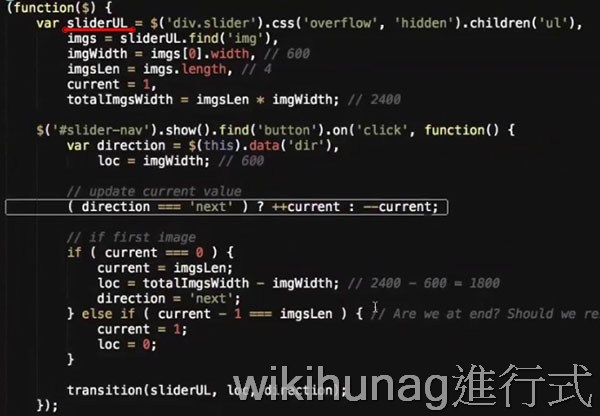 (function($) {
var sliderUL = $('div.slider').css('overflow', 'hidden').children('ul'),
imgs = sliderUL.find('img'),
imgWidth = imgs[0].width, // 600
imgsLen = imgs.length, // 4
current = 1,
totalImgsWidth = imgsLen * imgWidth; // 2400
$('#slider-nav').show().find('button').on('click', function() {
var direction = $(this).data('dir'),
loc = imgWidth; // 600
// update current value
( direction === 'next' ) ? ++current : --current;
// if first image
if ( current === 0 ) {
current = imgsLen;
loc = totalImgsWidth - imgWidth; // 2400 - 600 = 1800
direction = 'next';
} else if ( current - 1 === imgsLen ) { // Are we at end? Should we re
current = 1;
loc = 0;
}
transition(sliderUL, loc, direction);
});
wikihunag進行式